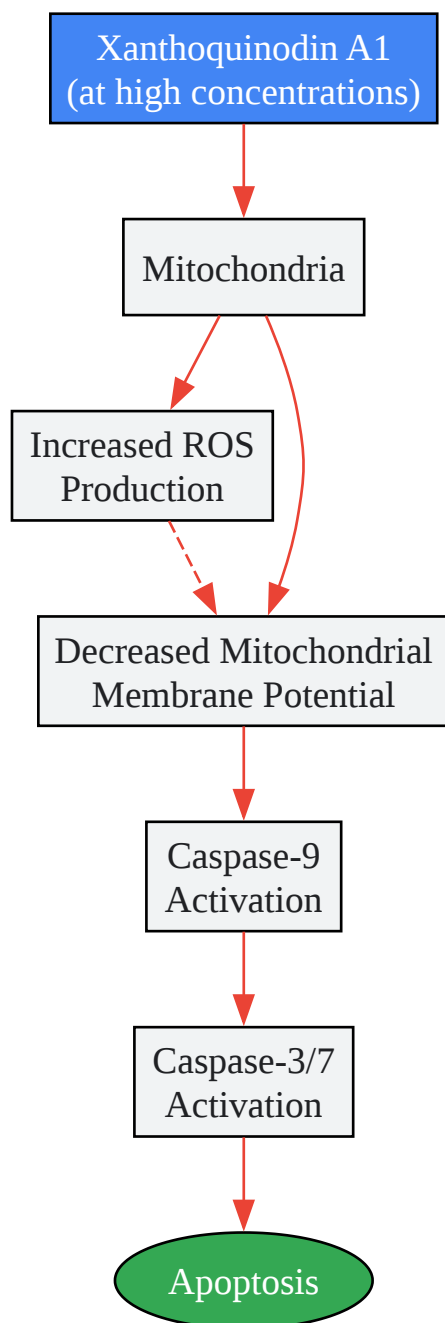 Xanthoquinodin A1
(at high concentrations)
Mitochondria
Increased ROS
Production
Decreased Mitochondrial
Membrane Potential
Caspase-9
Activation
Caspase-3/7
Activation
Apoptosis